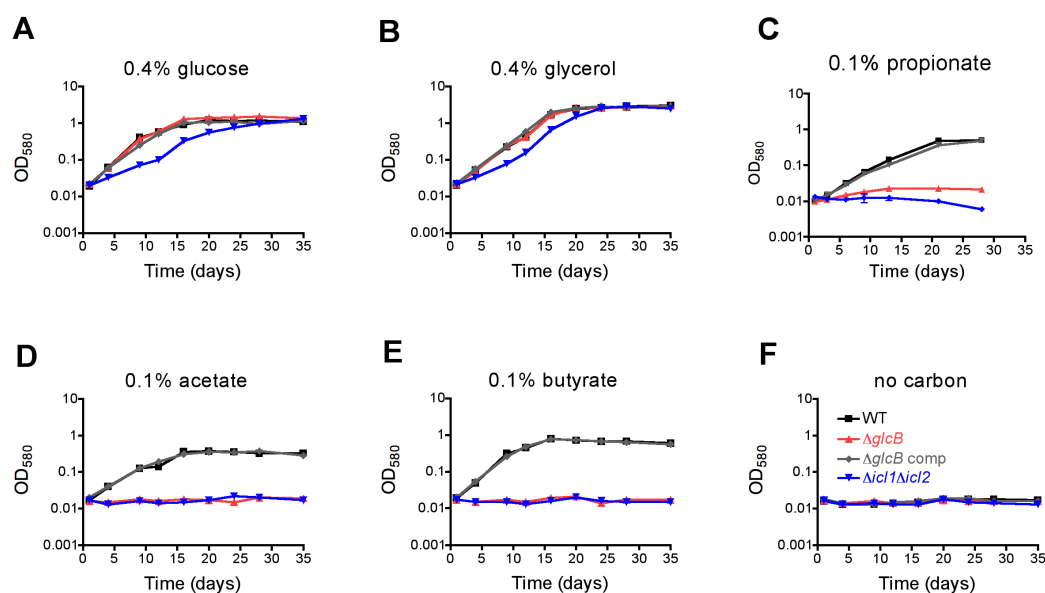 A
0.4% glucose
10
1
0.1
0.01
0.001
OD580
0 5 10 15 20 25 30 35
Time (days)
B
0.4% glycerol
10
1
0.1
0.01
0.001
OD580
0 5 10 15 20 25 30 35
Time (days)
C
0.1% propionate
10
1
0.1
0.01
0.001
OD580
0 5 10 15 20 25 30 35
Time (days)
D
0.1% acetate
10
1
0.1
0.01
0.001
OD580
0 5 10 15 20 25 30 35
Time (days)
E
0.1% butyrate
10
1
0.1
0.01
0.001
OD580
0 5 10 15 20 25 30 35
Time (days)
F
no carbon
10
1
0.1
0.01
0.001
OD580
WT
ΔglcB
ΔglcB comp
Δicl1Δicl2
0 5 10 15 20 25 30 35
Time (days)